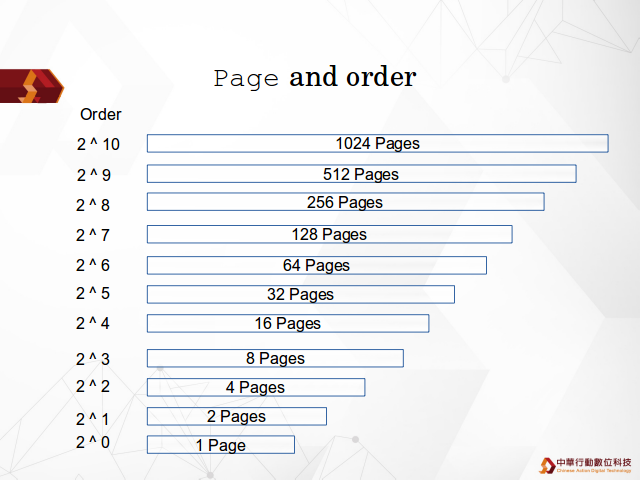 Page and order
Order
2 ^ 10 1024 Pages
2 ^ 9 512 Pages
2 ^ 8 256 Pages
2 ^ 7 128 Pages
2 ^ 6 64 Pages
2 ^ 5 32 Pages
2 ^ 4 16 Pages
2 ^ 3 8 Pages
2 ^ 2 4 Pages
2 ^ 1 2 Pages
2 ^ 0 1 Page
中華行動數位科技
Chinese Action Digital Technology